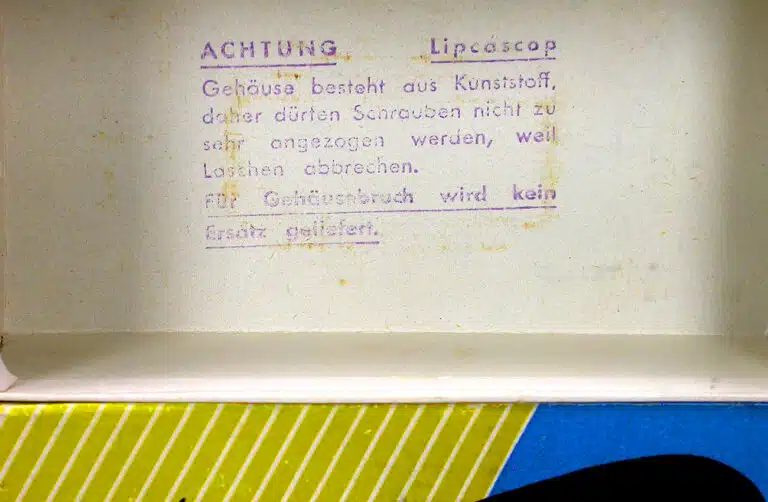 ACHTUNG Lipcascop
Gehäuse besteht aus Kunststoff,
daher dürfen Schrauben nicht zu
sehr angezogen werden, weil
Laschen abbrechen.
Für Gehäusebruch wird kein
Ersatz geliefert.